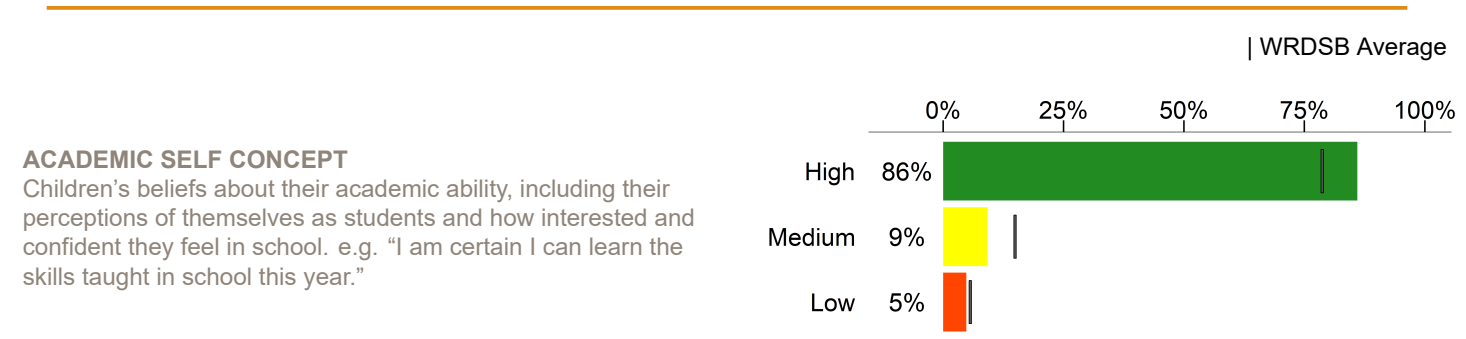 | WRDSB Average
0% 25% 50% 75% 100%
ACADEMIC SELF CONCEPT
Children’s beliefs about their academic ability, including their
perceptions of themselves as students and how interested and
confident they feel in school. e.g. “I am certain I can learn the
skills taught in school this year.”
High 86%
Medium 9%
Low 5%